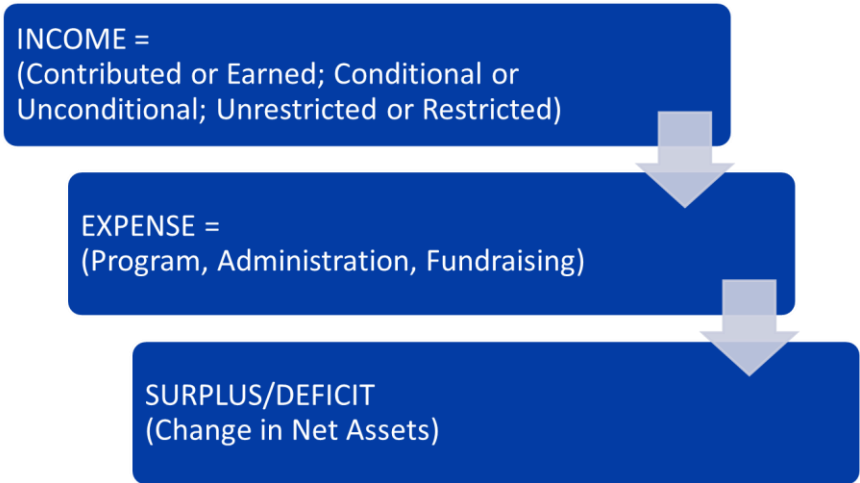 INCOME =
(Contributed or Earned; Conditional or
Unconditional; Unrestricted or Restricted)
EXPENSE =
(Program, Administration, Fundraising)
SURPLUS/DEFICIT
(Change in Net Assets)